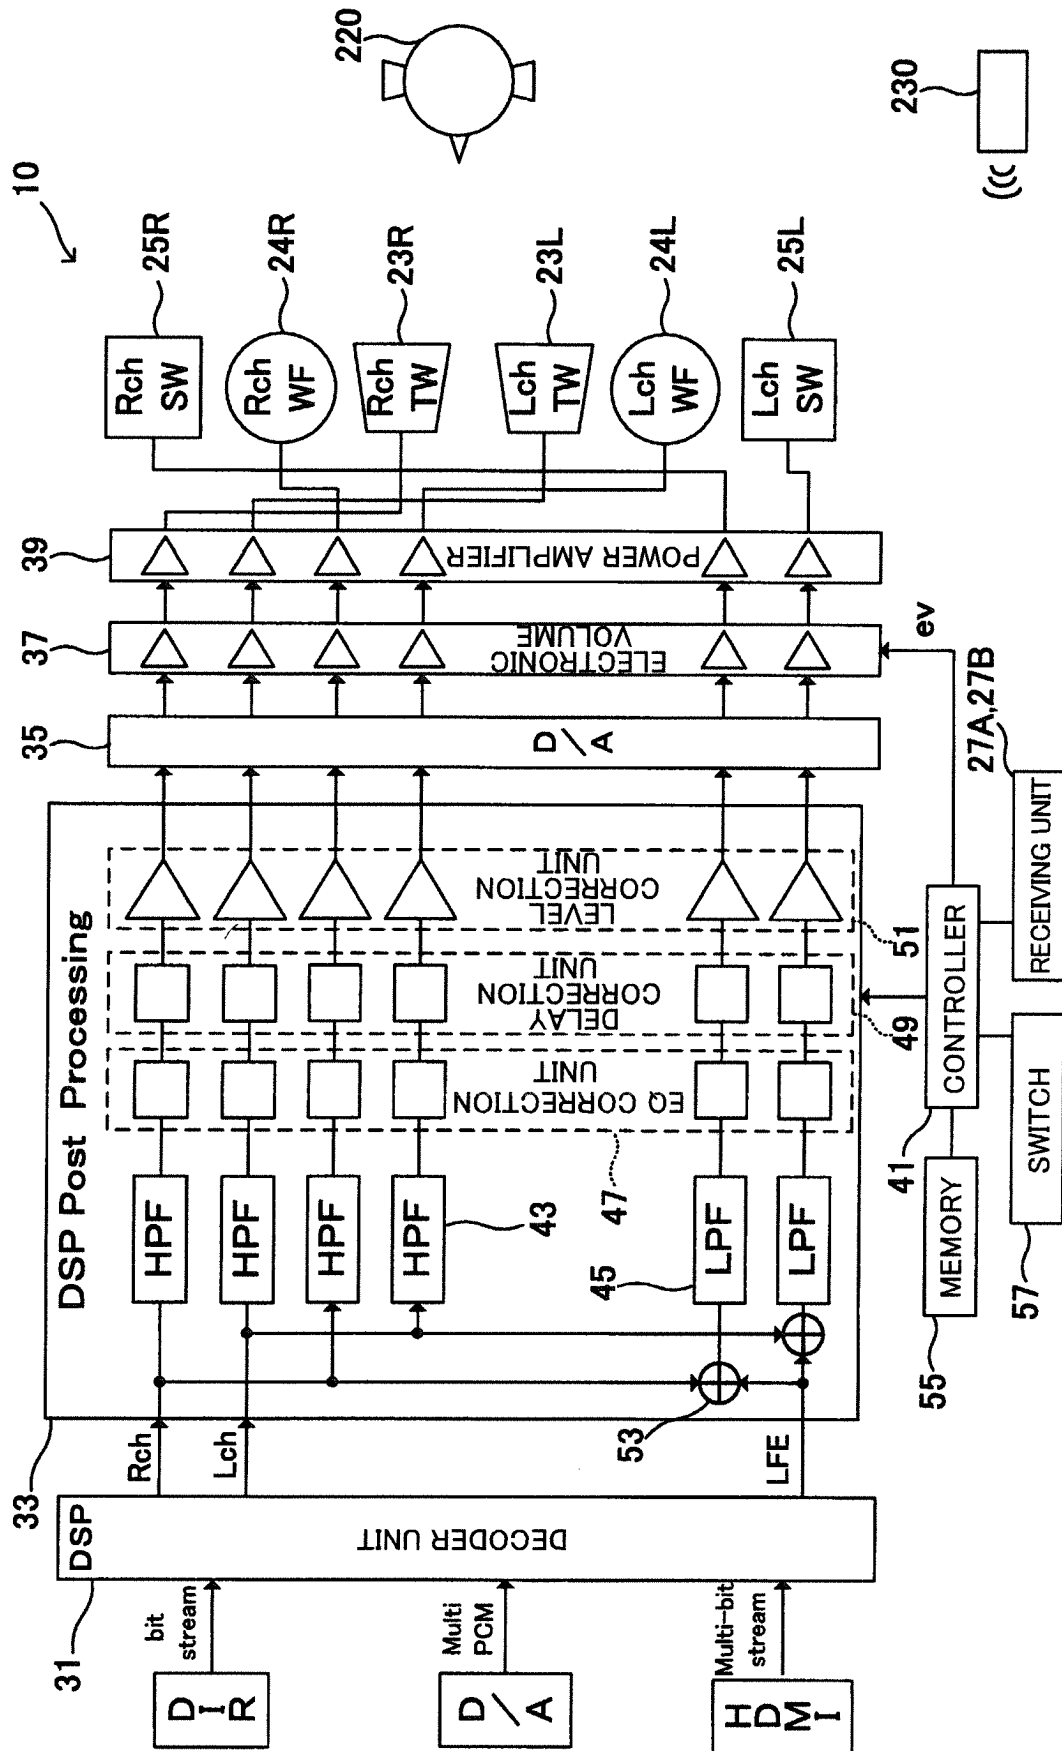 10
220
230
DSP Post Processing
33
31
DSP
DECODER UNIT
D
I
R
bit
stream
D/A
Multi
PCM
H
D
M
I
Multi-bit
stream
Rch
Lch
LFE
53
HPF
HPF
HPF
HPF
43
45
LPF
LPF
47
EQ CORRECTION
UNIT
49
DELAY
CORRECTION
UNIT
51
LEVEL
CORRECTION
UNIT
35
D/A
37
ELECTRONIC
VOLUME
39
POWER AMPLIFIER
Rch
SW
25R
Rch
WF
24R
Rch
TW
23R
Lch
TW
23L
Lch
WF
24L
Lch
SW
25L
ev
41
CONTROLLER
55
MEMORY
57
SWITCH
27A,27B
RECEIVING UNIT